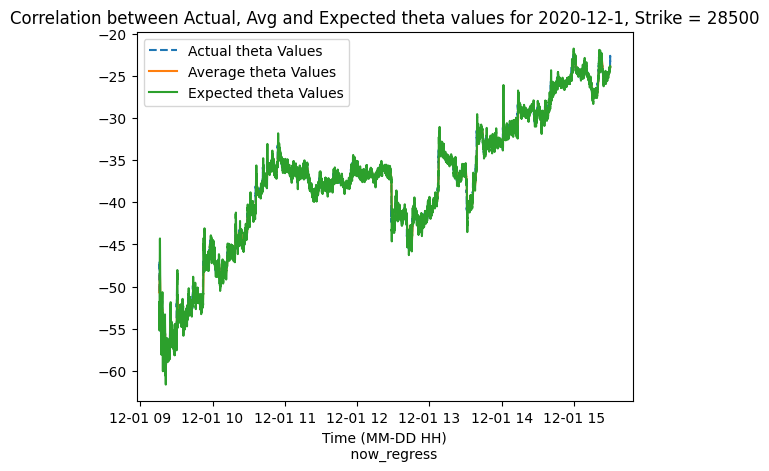 Correlation between Actual, Avg and Expected theta values for 2020-12-1, Strike = 28500
Actual theta Values
Average theta Values
Expected theta Values
−20
−25
−30
−35
−40
−45
−50
−55
−60
12-01 09 12-01 10 12-01 11 12-01 12 12-01 13 12-01 14 12-01 15
Time (MM-DD HH)
now_regress